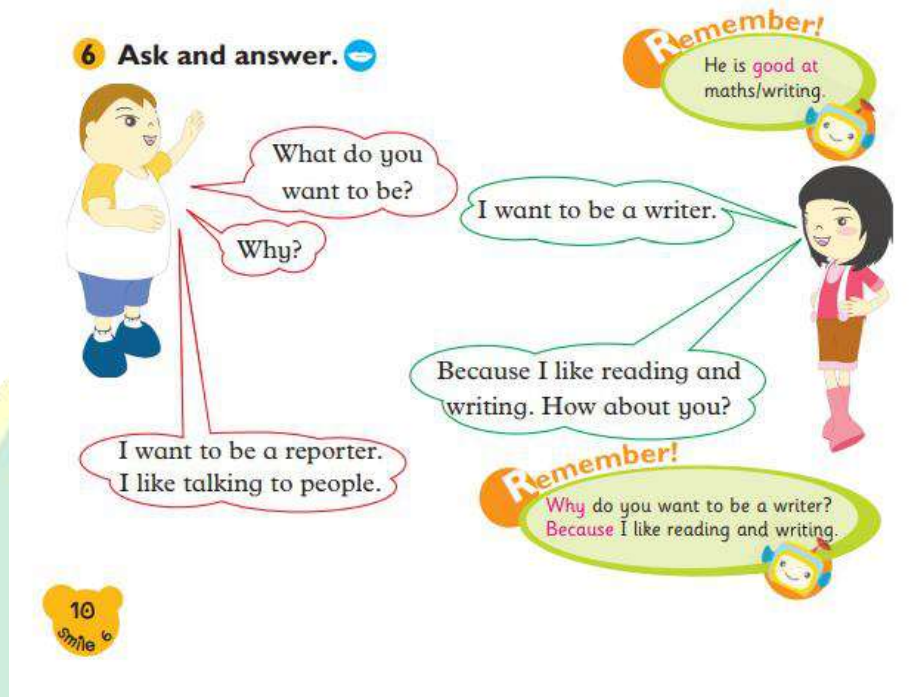 6 Ask and answer.
Remember!
He is good at
maths/writing.
What do you
want to be?
I want to be a writer.
Why?
Because I like reading and
writing. How about you?
I want to be a reporter.
I like talking to people.
Remember!
Why do you want to be a writer?
Because I like reading and writing.
10
Smile 6